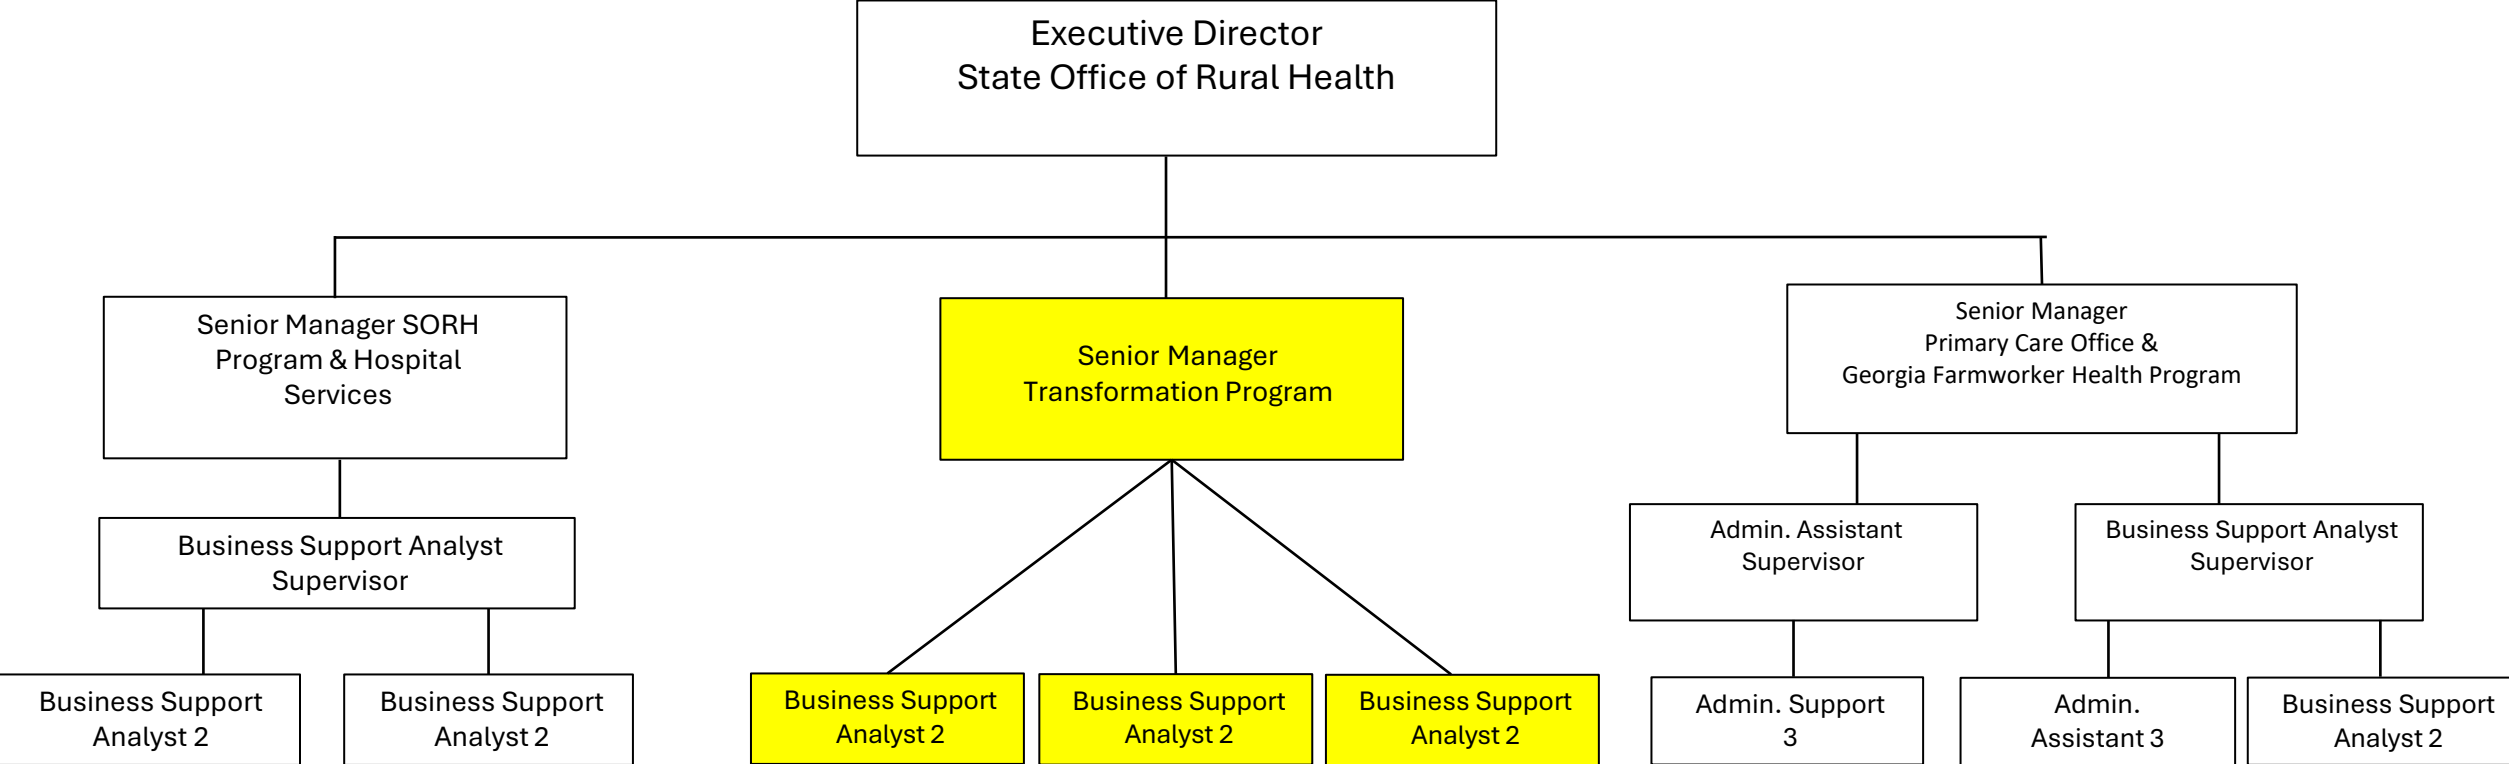 Executive Director
State Office of Rural Health
Senior Manager SORH
Program & Hospital
Services
Senior Manager
Transformation Program
Senior Manager
Primary Care Office &
Georgia Farmworker Health Program
Business Support Analyst
Supervisor
Admin. Assistant
Supervisor
Business Support Analyst
Supervisor
Business Support
Analyst 2
Business Support
Analyst 2
Business Support
Analyst 2
Business Support
Analyst 2
Business Support
Analyst 2
Admin. Support
3
Admin.
Assistant 3
Business Support
Analyst 2